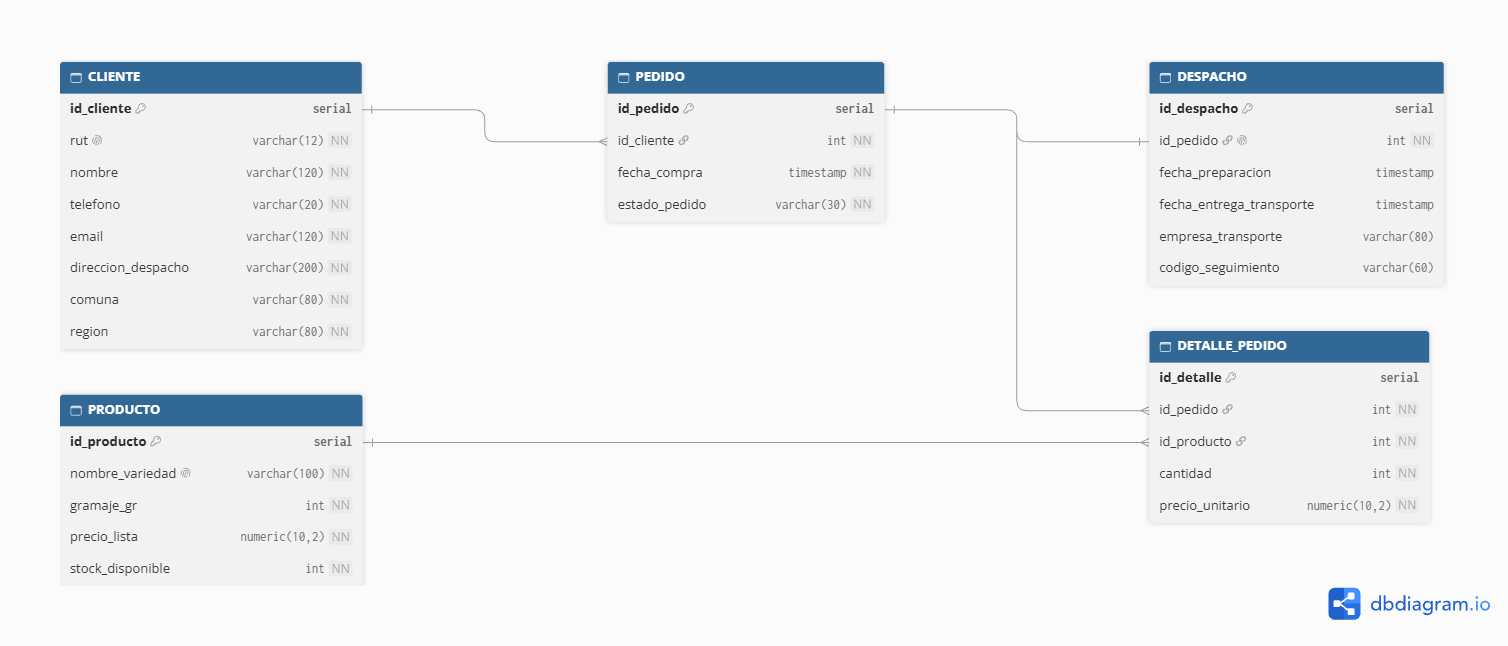 CLIENTE
id_cliente serial
rut varchar(12) NN
nombre varchar(120) NN
telefono varchar(20) NN
email varchar(120) NN
direccion_despacho varchar(200) NN
comuna varchar(80) NN
region varchar(80) NN
PRODUCTO
id_producto serial
nombre_variedad varchar(100) NN
gramaje_gr int NN
precio_lista numeric(10,2) NN
stock_disponible int NN
PEDIDO
id_pedido serial
id_cliente int NN
fecha_compra timestamp NN
estado_pedido varchar(30) NN
DESPACHO
id_despacho serial
id_pedido int NN
fecha_preparacion timestamp
fecha_entrega_transporte timestamp
empresa_transporte varchar(80)
codigo_seguimiento varchar(60)
DETALLE_PEDIDO
id_detalle serial
id_pedido int NN
id_producto int NN
cantidad int NN
precio_unitario numeric(10,2) NN
dbdiagram.io